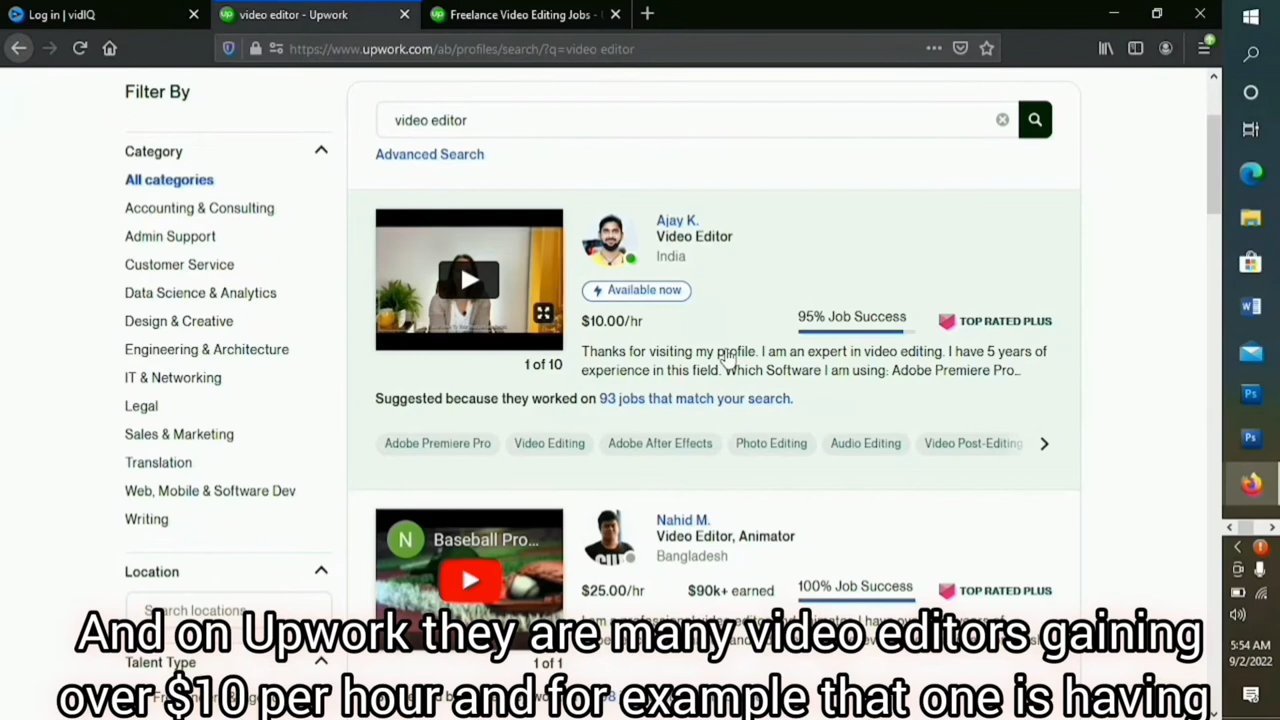 Log in | vidIQ
video editor - Upwork
Freelance Video Editing Jobs -
https://www.upwork.com/ab/profiles/search/?q=video editor
Filter By
Category
All categories
Accounting & Consulting
Admin Support
Customer Service
Data Science & Analytics
Design & Creative
Engineering & Architecture
IT & Networking
Legal
Sales & Marketing
Translation
Web, Mobile & Software Dev
Writing
Location
Search locations
Talent Type
video editor
Advanced Search
Ajay K.
Video Editor
India
Available now
$10.00/hr
95% Job Success
TOP RATED PLUS
1 of 10
Thanks for visiting my profile. I am an expert in video editing. I have 5 years of
experience in this field. Which Software I am using: Adobe Premiere Pro...
Suggested because they worked on 93 jobs that match your search.
Adobe Premiere Pro
Video Editing
Adobe After Effects
Photo Editing
Audio Editing
Video Post-Editing
N
Baseball Pro...
Nahid M.
Video Editor, Animator
Bangladesh
$25.00/hr
$90k+ earned
100% Job Success
TOP RATED PLUS
1 of 1
And on Upwork they are many video editors gaining
over $10 per hour and for example that one is having
5:54 AM
9/2/2022